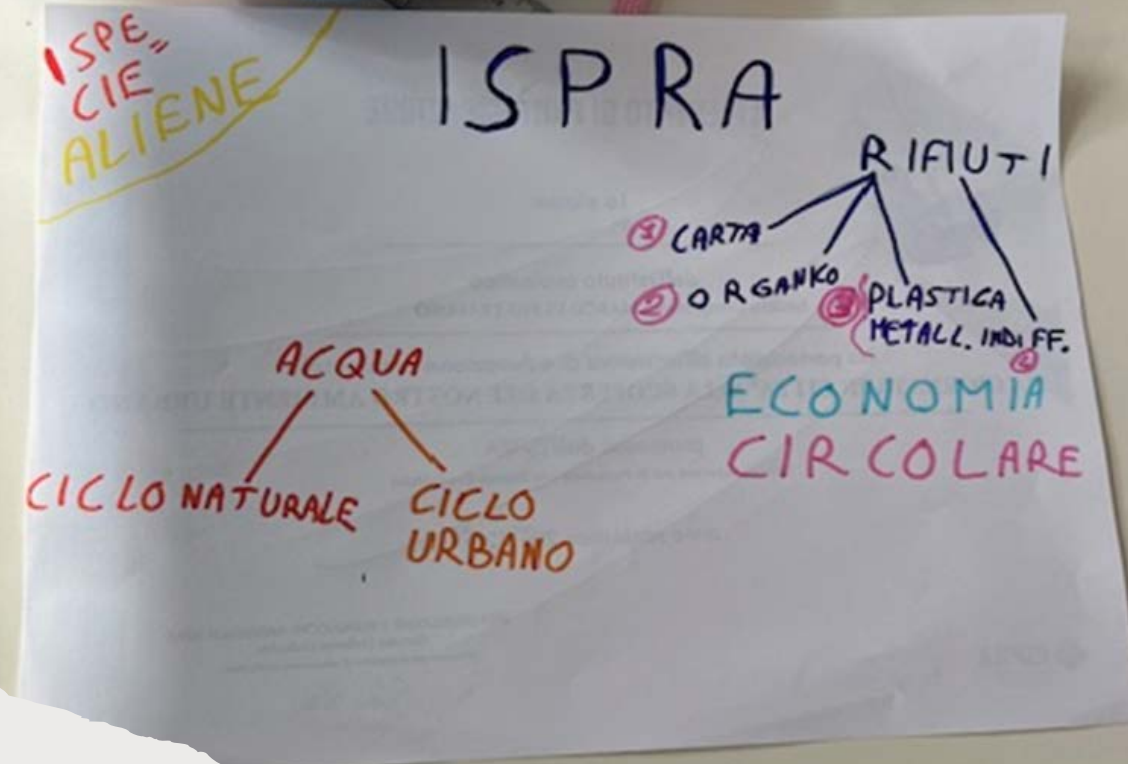 ISPE,,
CIE
ALIENE
ISPRA
RIFIUTI
1 CARTA
2 ORGANKO
3 PLASTICA
METALL. INDIFF.
ECONOMIA
CIRCOLARE
ACQUA
CICLO NATURALE
CICLO
URBANO